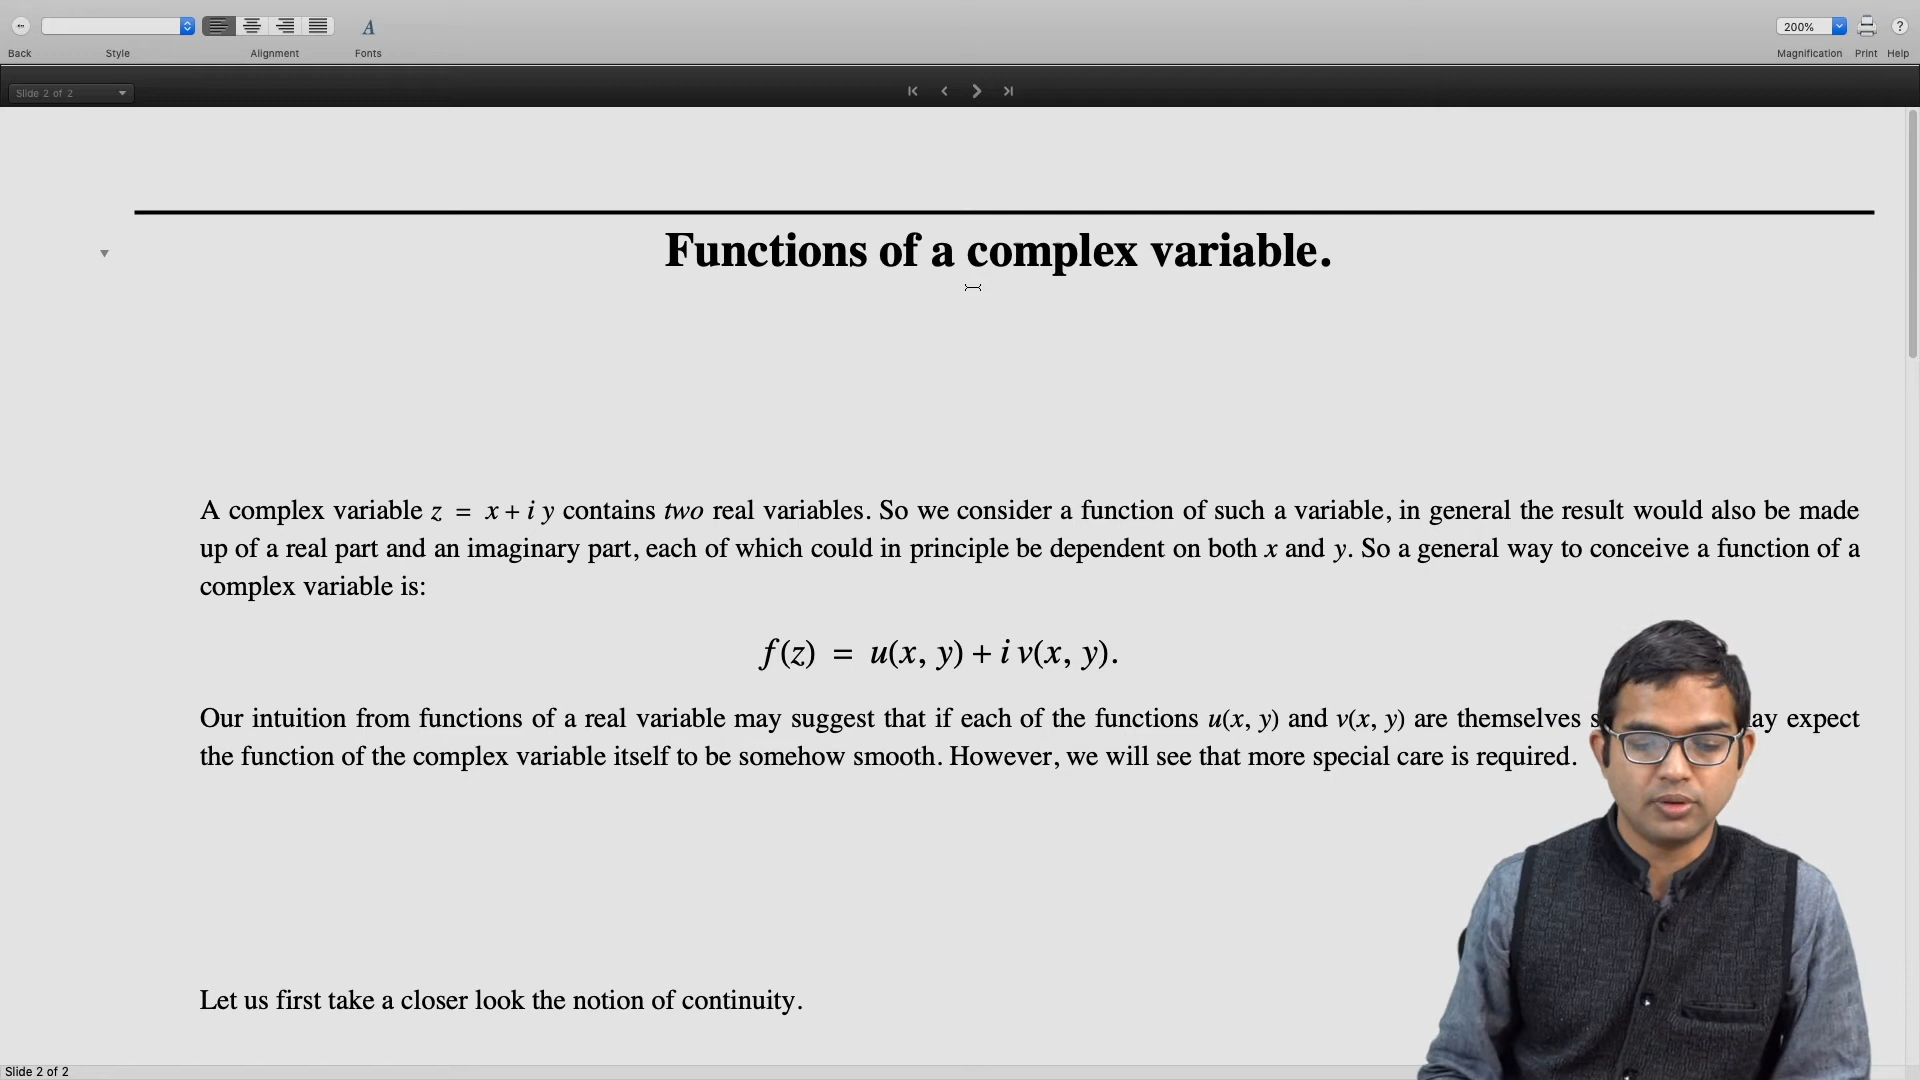 Back
Style
Alignment
A
Fonts
200%
Magnification
Print
?
Help
Slide 2 of 2
Functions of a complex variable.
A complex variable z = x + i y contains two real variables. So we consider a function of such a variable, in general the result would also be made
up of a real part and an imaginary part, each of which could in principle be dependent on both x and y. So a general way to conceive a function of a
complex variable is:
f(z) = u(x, y) + i v(x, y).
Our intuition from functions of a real variable may suggest that if each of the functions u(x, y) and v(x, y) are themselves expect
the function of the complex variable itself to be somehow smooth. However, we will see that more special care is required.
Let us first take a closer look the notion of continuity.
Slide 2 of 2